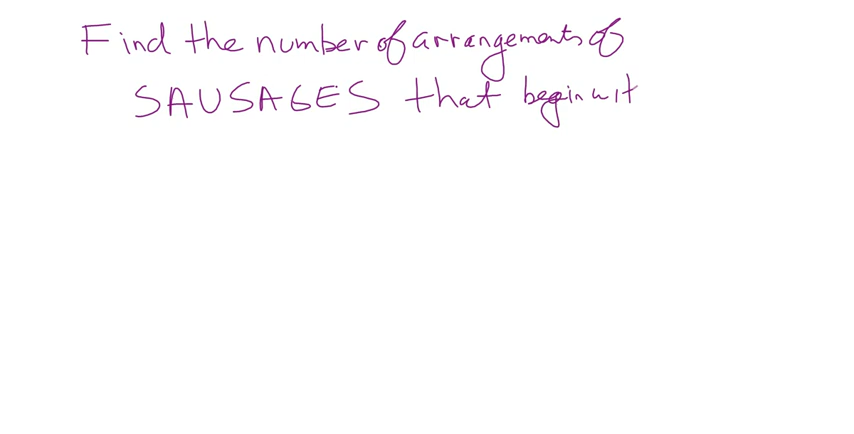 Find the number of arrangements of
SAUSAGES that begin wit